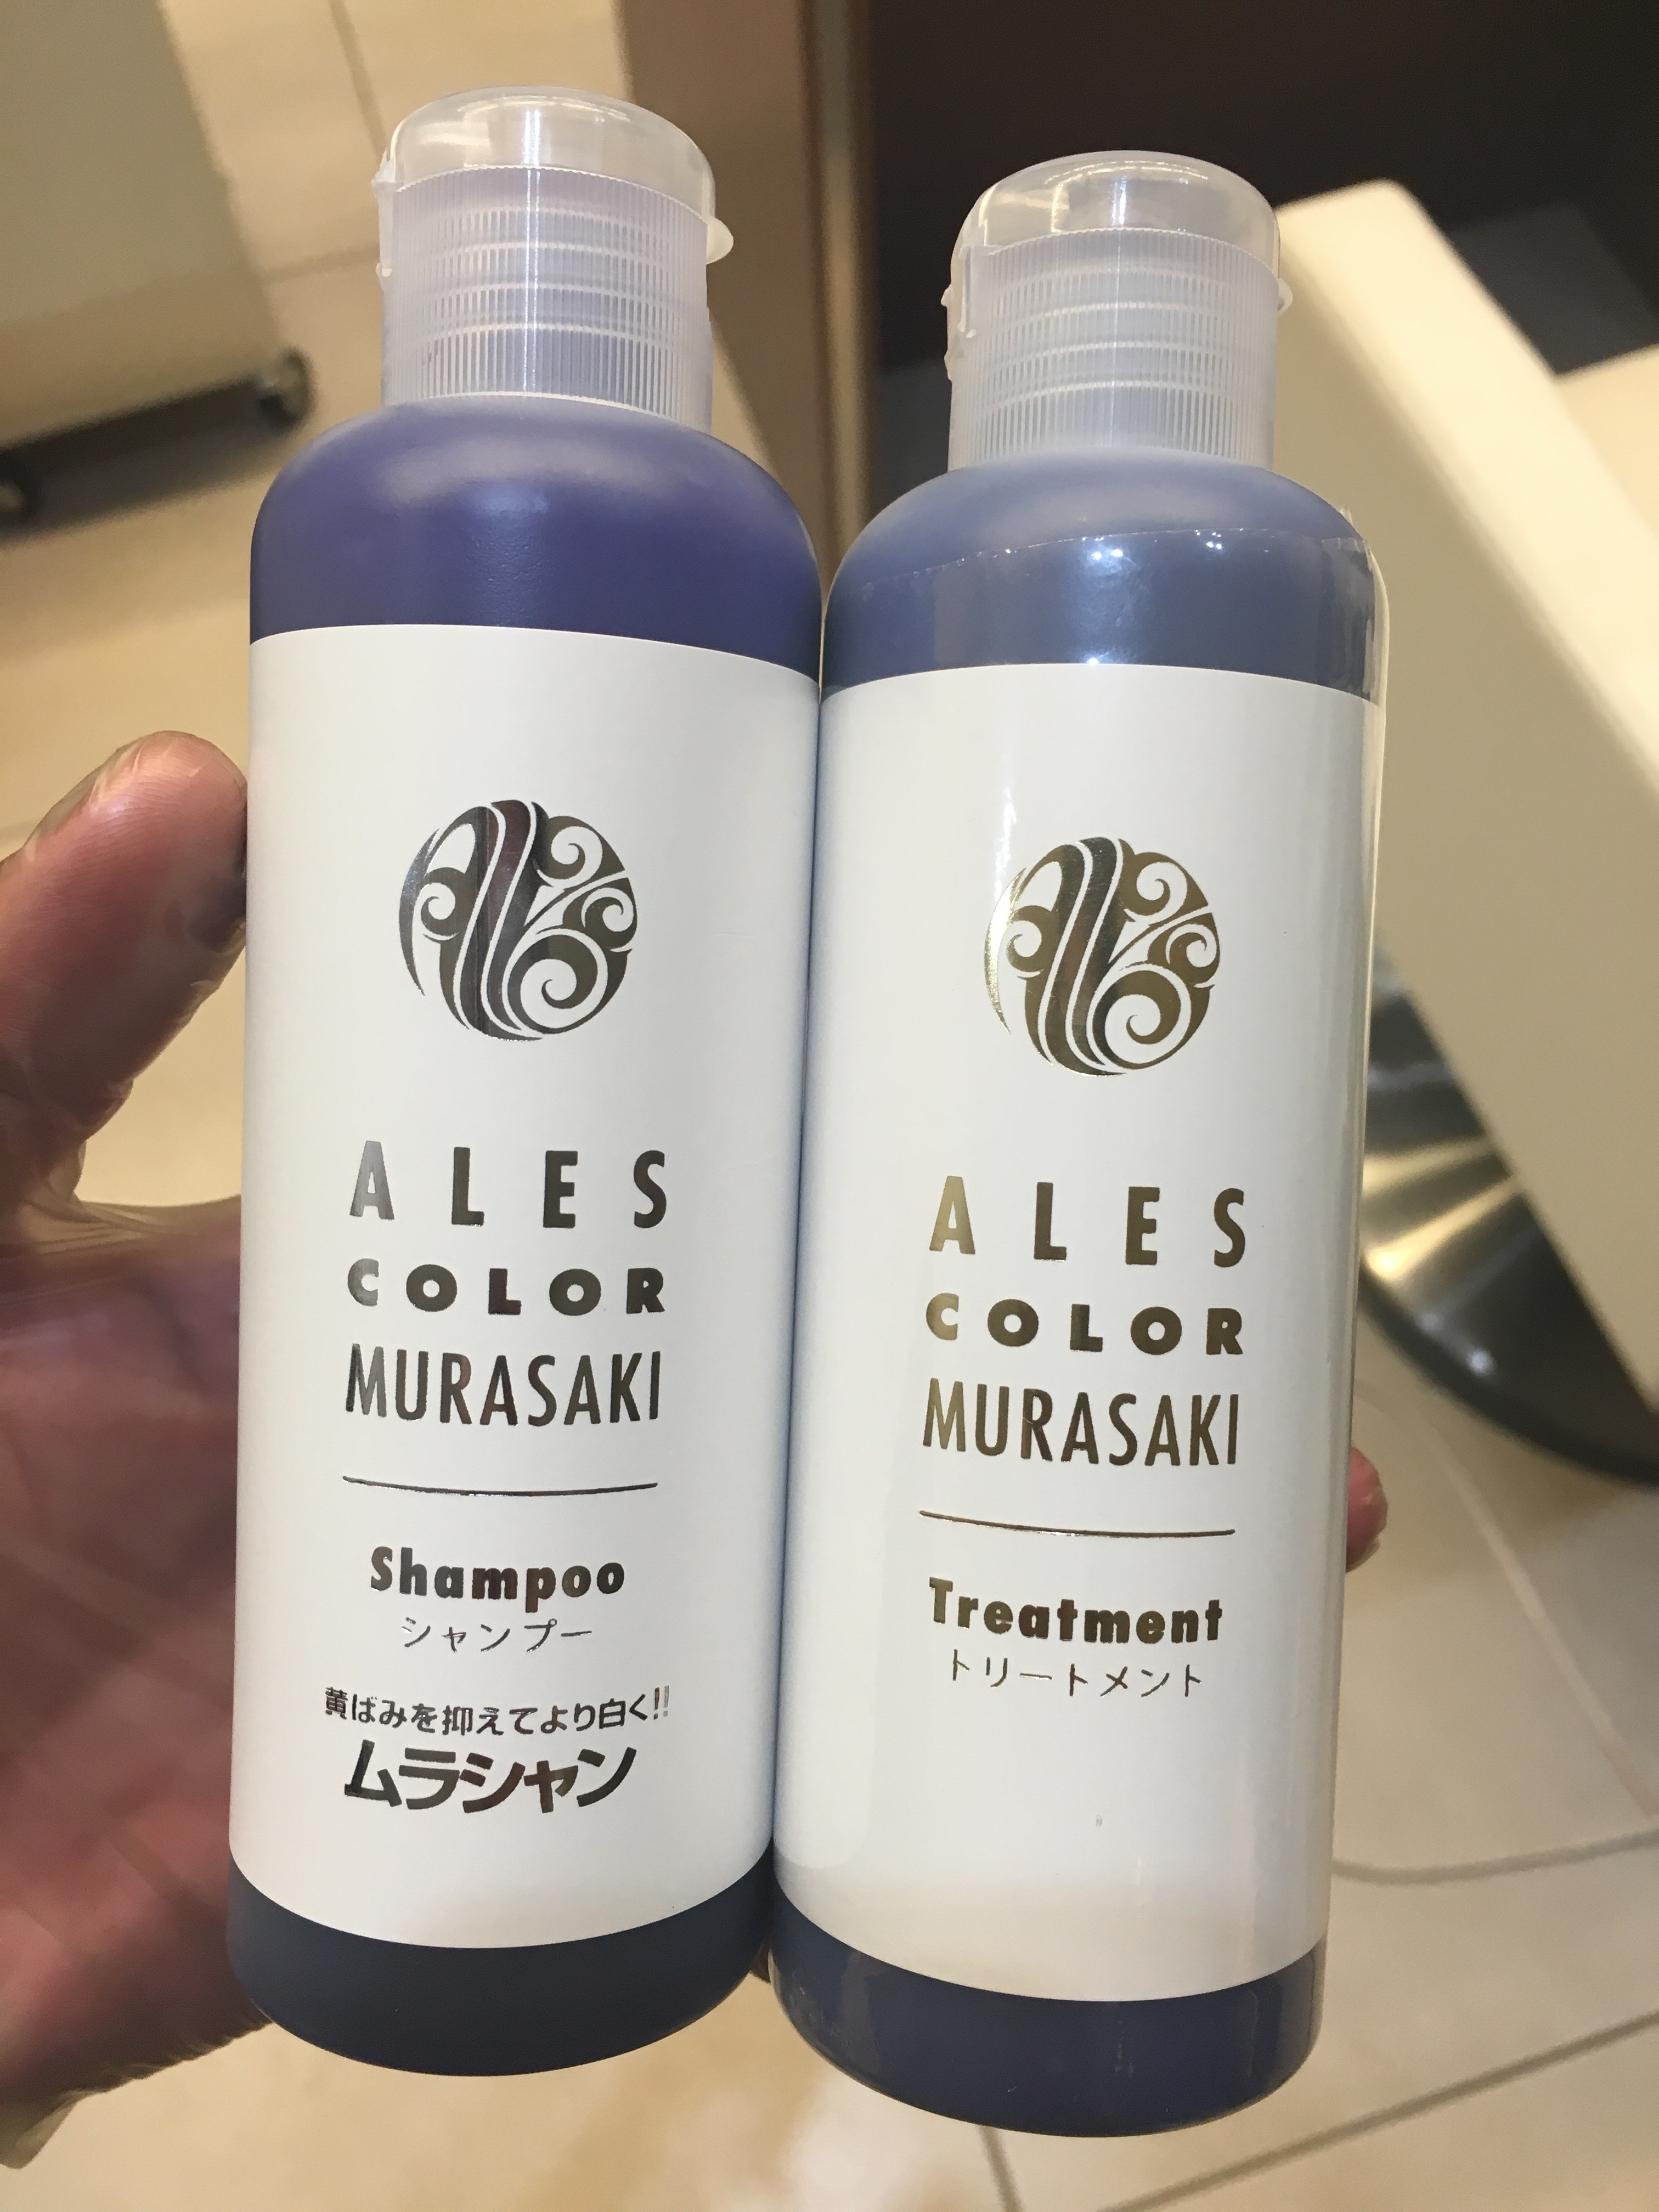 ALES
COLOR
MURASAKI
Shampoo
シャンプー
黄ばみを抑えてより白く!!
ムラシャン
ALES
COLOR
MURASAKI
Treatment
トリートメント